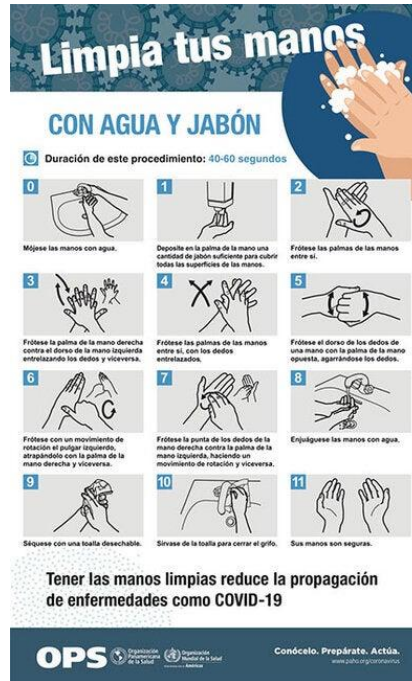 Limpia tus manos
CON AGUA Y JABÓN
Duración de este procedimiento: 40-60 segundos
0
Mójese las manos con agua.
1
Deposite en la palma de la mano una
cantidad de jabón suficiente para cubrir
todas las superficies de las manos.
2
Frótese las palmas de las manos
entre sí.
3
Frótese la palma de la mano derecha
contra el dorso de la mano izquierda
entrelazando los dedos y viceversa.
4
Frótese las palmas de las manos
entre sí, con los dedos
entrelazados.
5
Frótese el dorso de los dedos de
una mano con la palma de la mano
opuesta, agarrándose los dedos.
6
Frótese con un movimiento de
rotación el pulgar izquierdo,
atrapándolo con la palma de la
mano derecha y viceversa.
7
Frótese la punta de los dedos de la
mano derecha contra la palma de la
mano izquierda, haciendo un
movimiento de rotación y viceversa.
8
Enjuáguese las manos con agua.
9
Séquese con una toalla desechable.
10
Sírvase de la toalla para cerrar el grifo.
11
Sus manos son seguras.
Tener las manos limpias reduce la propagación
de enfermedades como COVID-19
OPS
Organización
Panamericana
de la Salud
Organización
Mundial de la Salud
Américas
Conócelo. Prepárate. Actúa.
www.paho.org/coronavirus